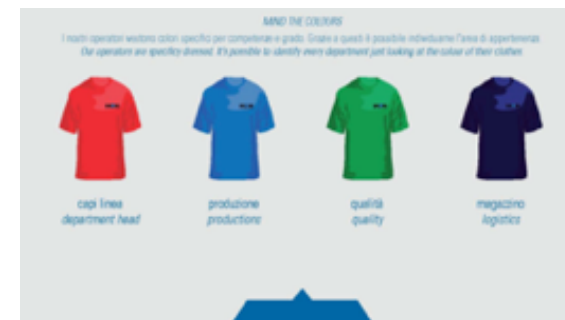 MIND THE COLOURS
I nostri operatori vestono colori specifici per competenze e grado. Grazie a questi è possibile individuarne l'area di appartenenza
Our operators are specificly dressed. It's possible to identify every department just looking at the colour of their clothes.
capi linea
department head
produzione
productions
qualità
quality
magazzino
logistics